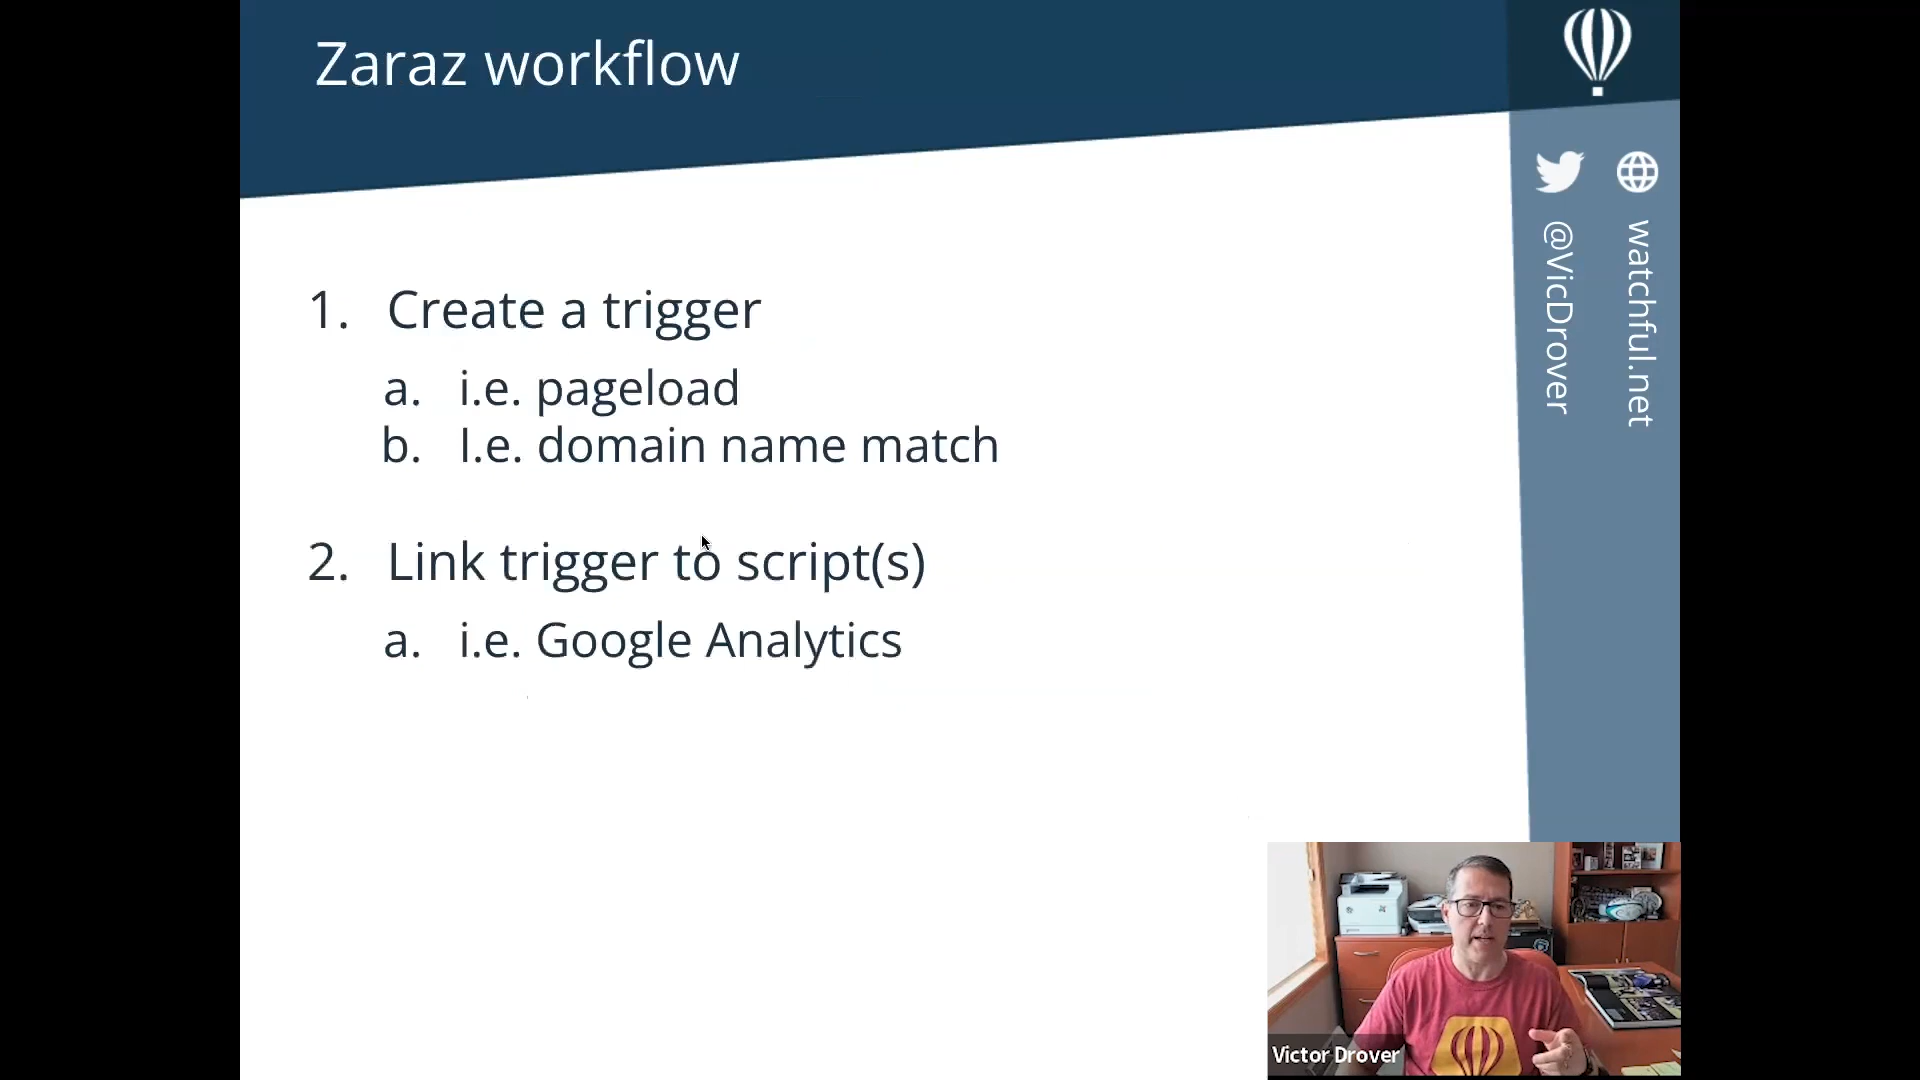 Zaraz workflow
1. Create a trigger
a. i.e. pageload
b. I.e. domain name match
2. Link trigger to script(s)
a. i.e. Google Analytics
@VicDrover
watchful.net
Victor Drover